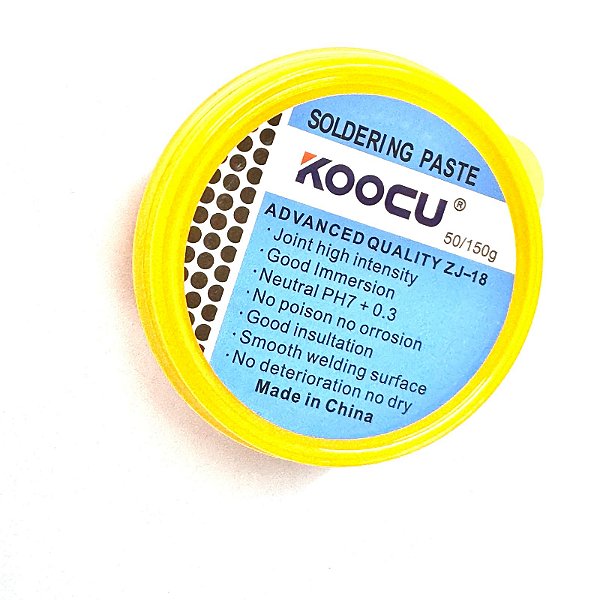 SOLDERING PASTE
KOOCU®
50/150g
ADVANCED QUALITY ZJ-18
· Joint high intensity
· Good Immersion
· Neutral PH7 + 0.3
· No poison no orrosion
· Good insultation
· Smooth welding surface
· No deterioration no dry
Made in China